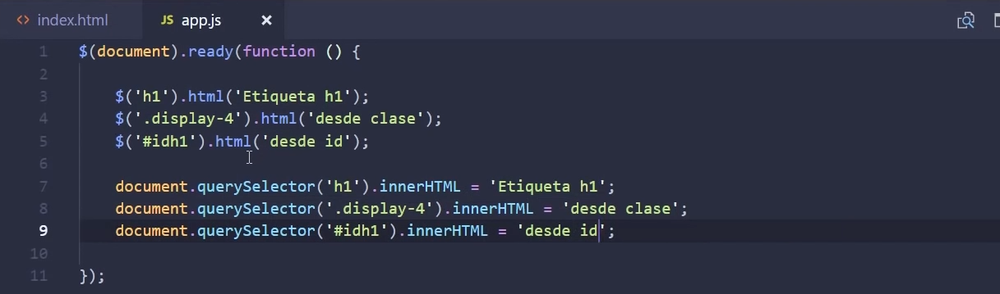 index.html
JS app.js
1 $(document).ready(function () {
2
3 $('h1').html('Etiqueta h1');
4 $('.display-4').html('desde clase');
5 $('#idh1').html('desde id');
6
7 document.querySelector('h1').innerHTML = 'Etiqueta h1';
8 document.querySelector('.display-4').innerHTML = 'desde clase';
9 document.querySelector('#idh1').innerHTML = 'desde id';
10
11 });